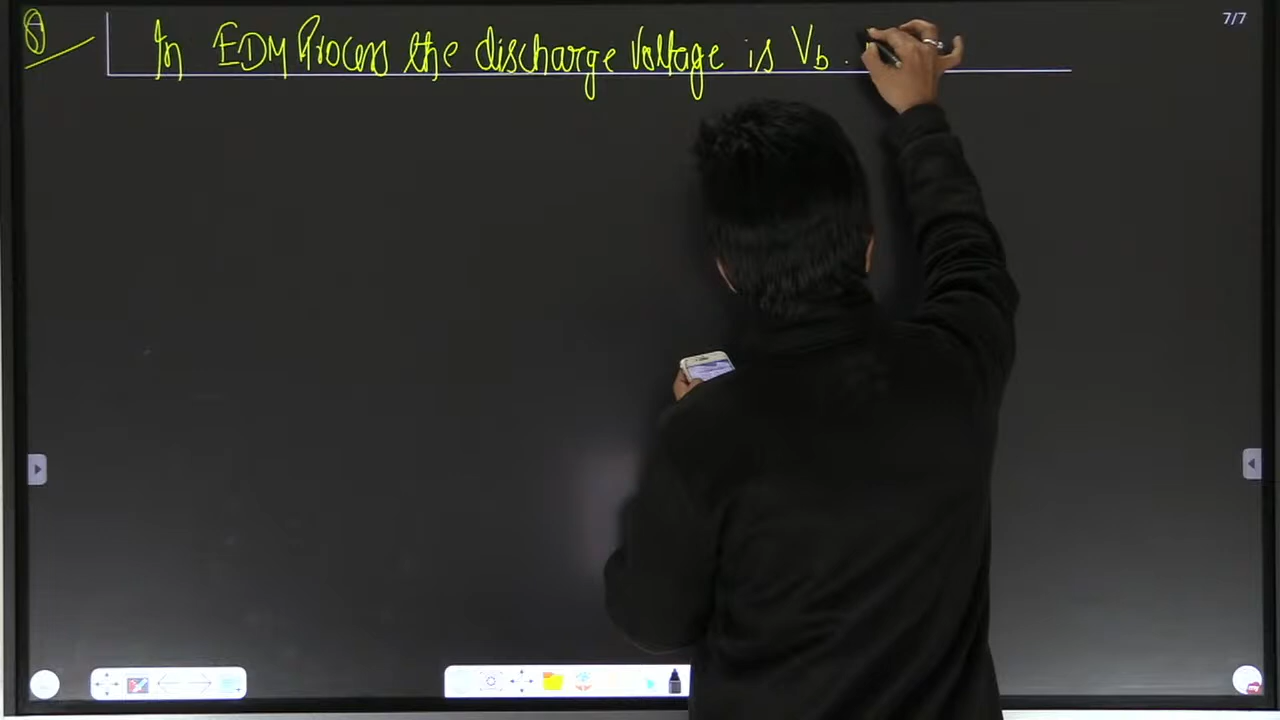 7/7
Q In EDM Process the discharge voltage is Vb.